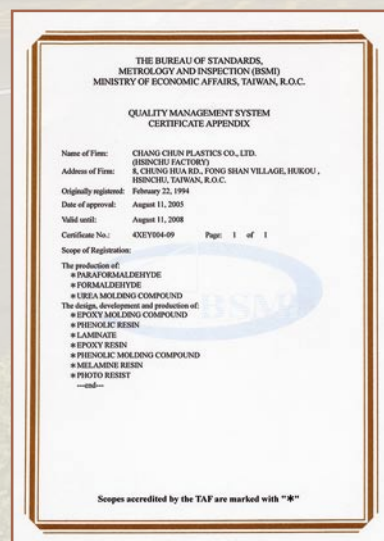 THE BUREAU OF STANDARDS,
METROLOGY AND INSPECTION (BSMI)
MINISTRY OF ECONOMIC AFFAIRS, TAIWAN, R.O.C.
QUALITY MANAGEMENT SYSTEM
CERTIFICATE APPENDIX
Name of Firm: CHANG CHUN PLASTICS CO., LTD.
(HSINCHU FACTORY)
Address of Firm: 8, CHUNG HUA RD., FONG SHAN VILLAGE, HUKOU ,
HSINCHU, TAIWAN, R.O.C.
Originally registered: February 22, 1994
Date of approval: August 11, 2005
Valid until: August 11, 2008
Certificate No.: 4XEY004-09 Page: 1 of 1
Scope of Registration:
The production of:
* PARAFORMALDEHYDE
* FORMALDEHYDE
* UREA MOLDING COMPOUND
The design, development and production of:
* EPOXY MOLDING COMPOUND
* PHENOLIC RESIN
* LAMINATE
* EPOXY RESIN
* PHENOLIC MOLDING COMPOUND
* MELAMINE RESIN
* PHOTO RESIST
---end---
BSMI
Scopes accredited by the TAF are marked with "*"